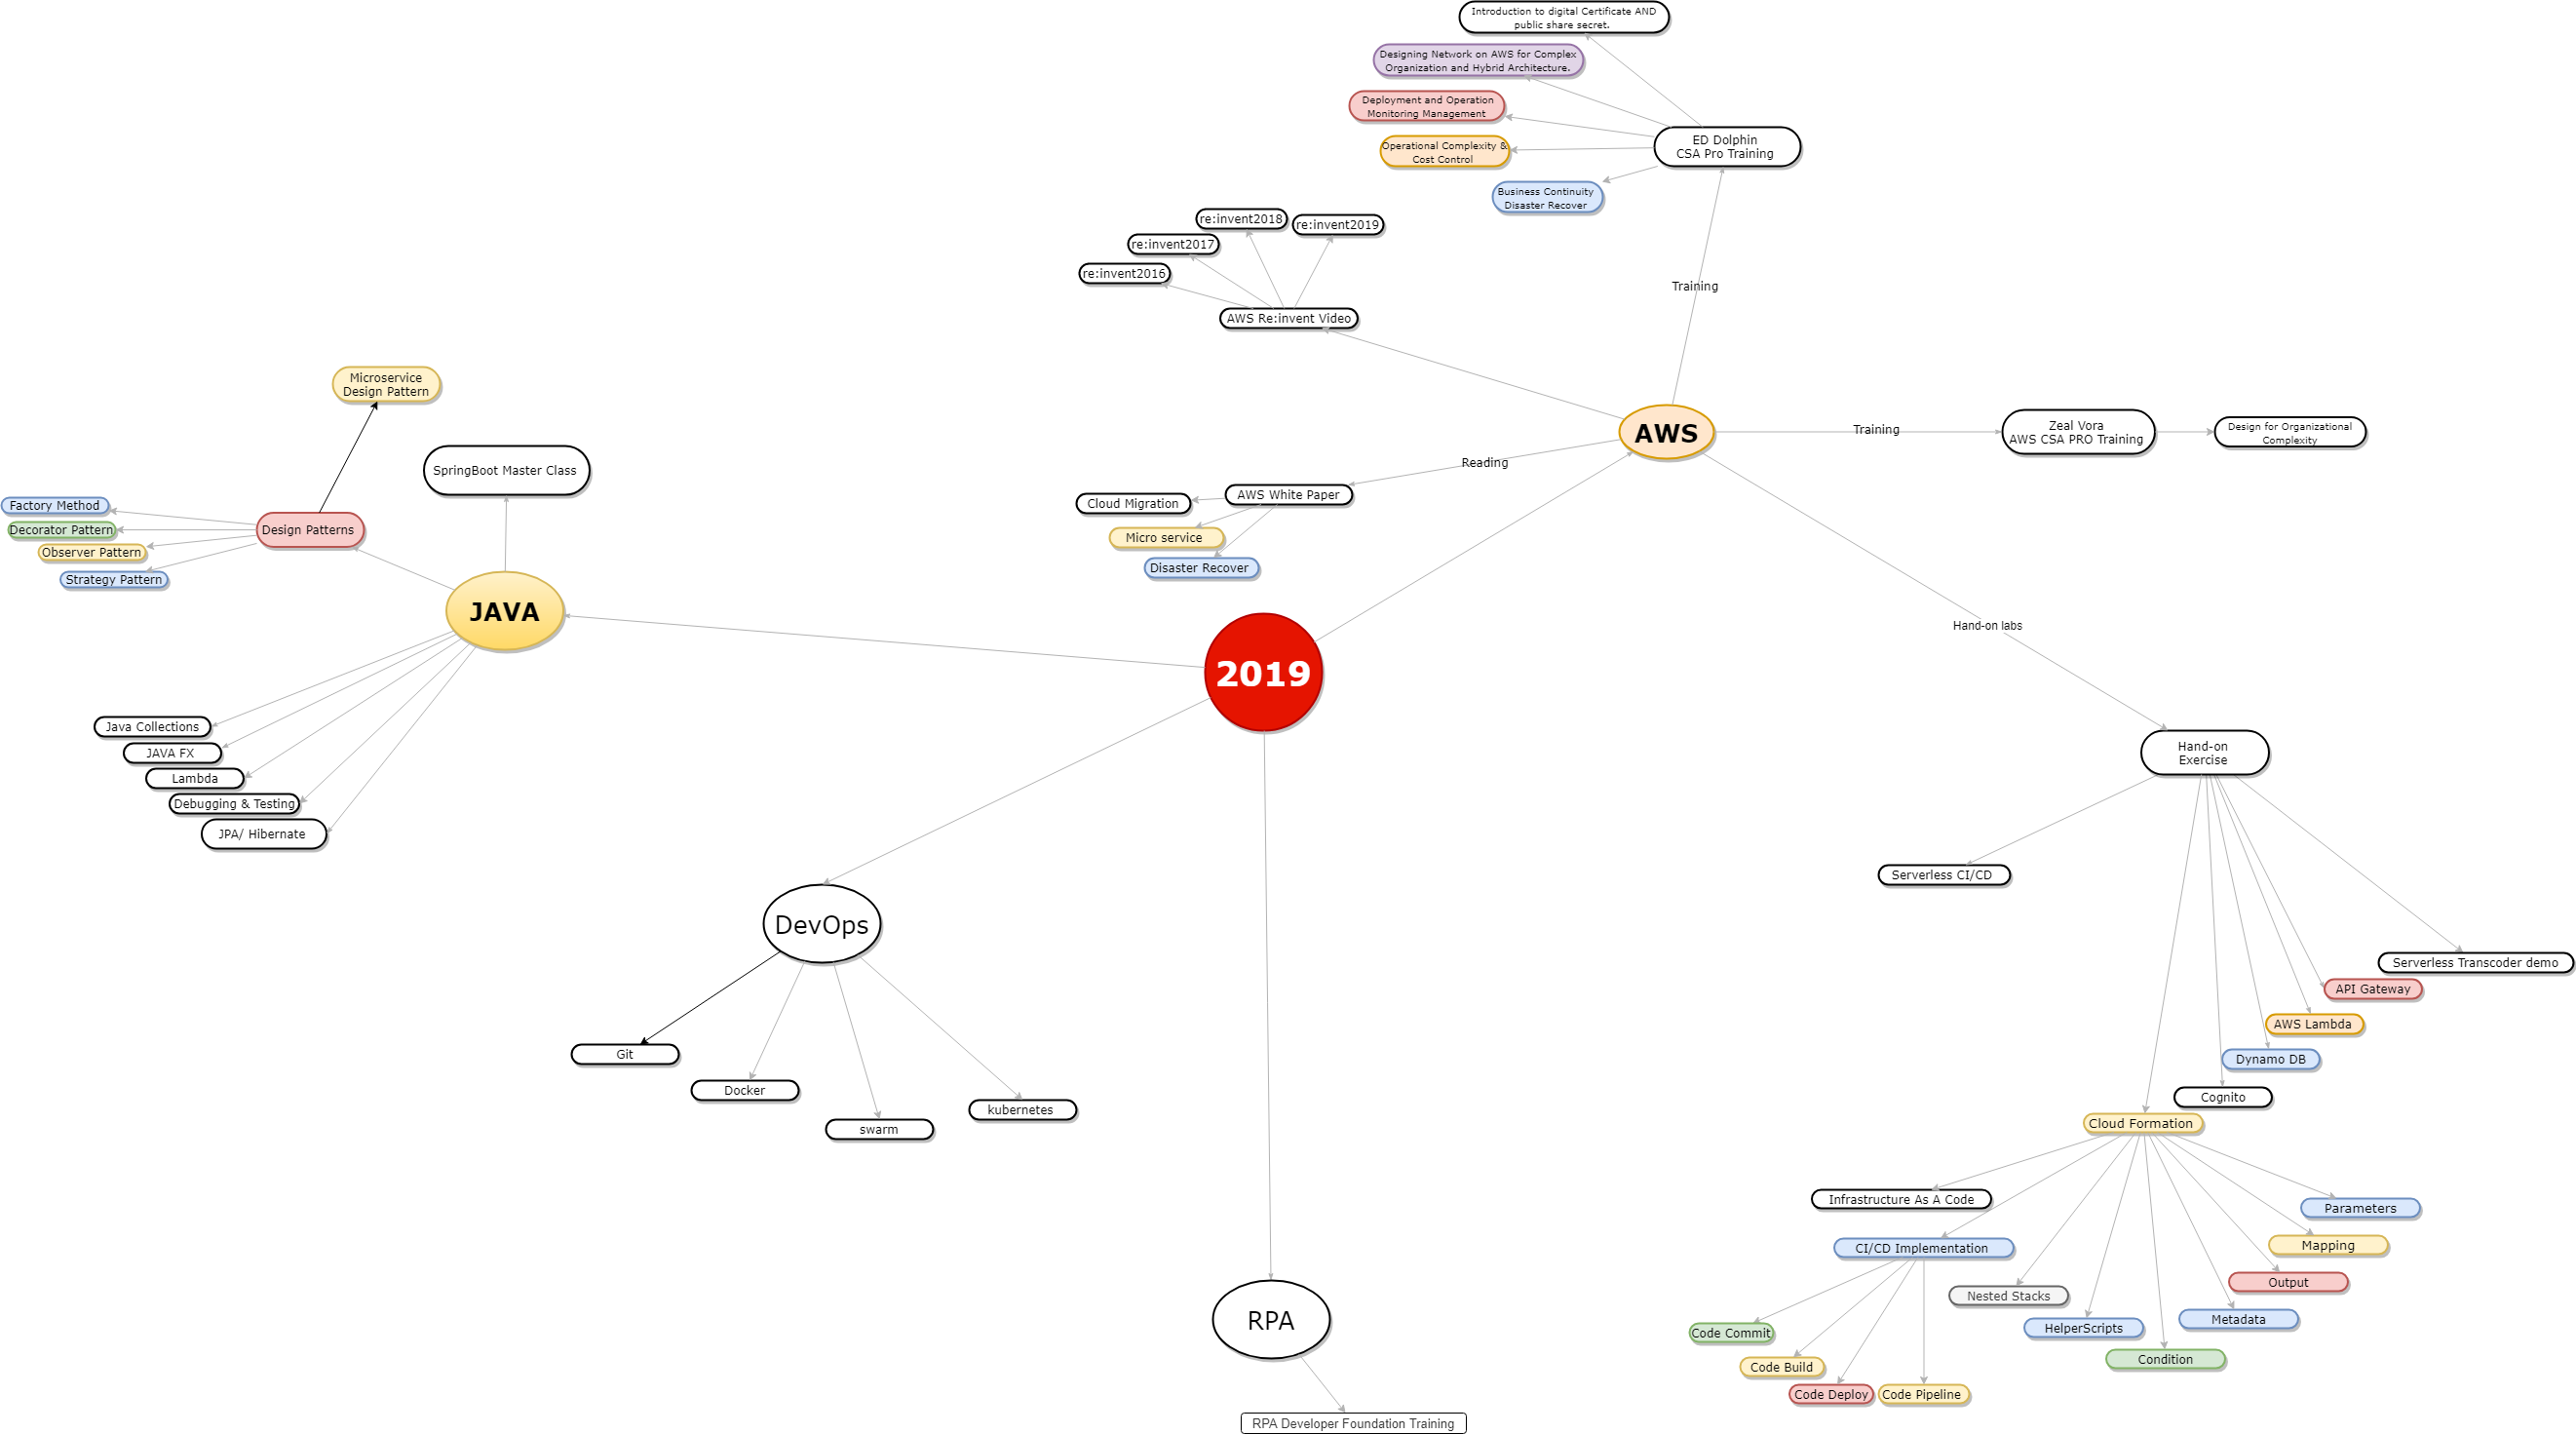 Introduction to digital Certificate AND
public share secret.
Designing Network on AWS for Complex
Organization and Hybrid Architecture.
Deployment and Operation
Monitoring Management
Operational Complexity &
Cost Control
Business Continuity
Disaster Recover
ED Dolphin
CSA Pro Training
re:invent2018
re:invent2019
re:invent2017
re:invent2016
AWS Re:invent Video
Training
AWS
Training
Zeal Vora
AWS CSA PRO Training
Design for Organizational
Complexity
Reading
AWS White Paper
Cloud Migration
Micro service
Disaster Recover
Microservice
Design Pattern
SpringBoot Master Class
Factory Method
Decorator Pattern
Observer Pattern
Strategy Pattern
Design Patterns
JAVA
2019
Hand-on labs
Java Collections
JAVA FX
Lambda
Debugging & Testing
JPA/ Hibernate
Hand-on
Exercise
Serverless CI/CD
DevOps
Serverless Transcoder demo
API Gateway
AWS Lambda
Dynamo DB
Cognito
Cloud Formation
Git
Docker
swarm
kubernetes
Infrastructure As A Code
Parameters
CI/CD Implementation
Mapping
Output
Nested Stacks
Metadata
HelperScripts
Condition
Code Commit
Code Build
Code Deploy
Code Pipeline
RPA
RPA Developer Foundation Training